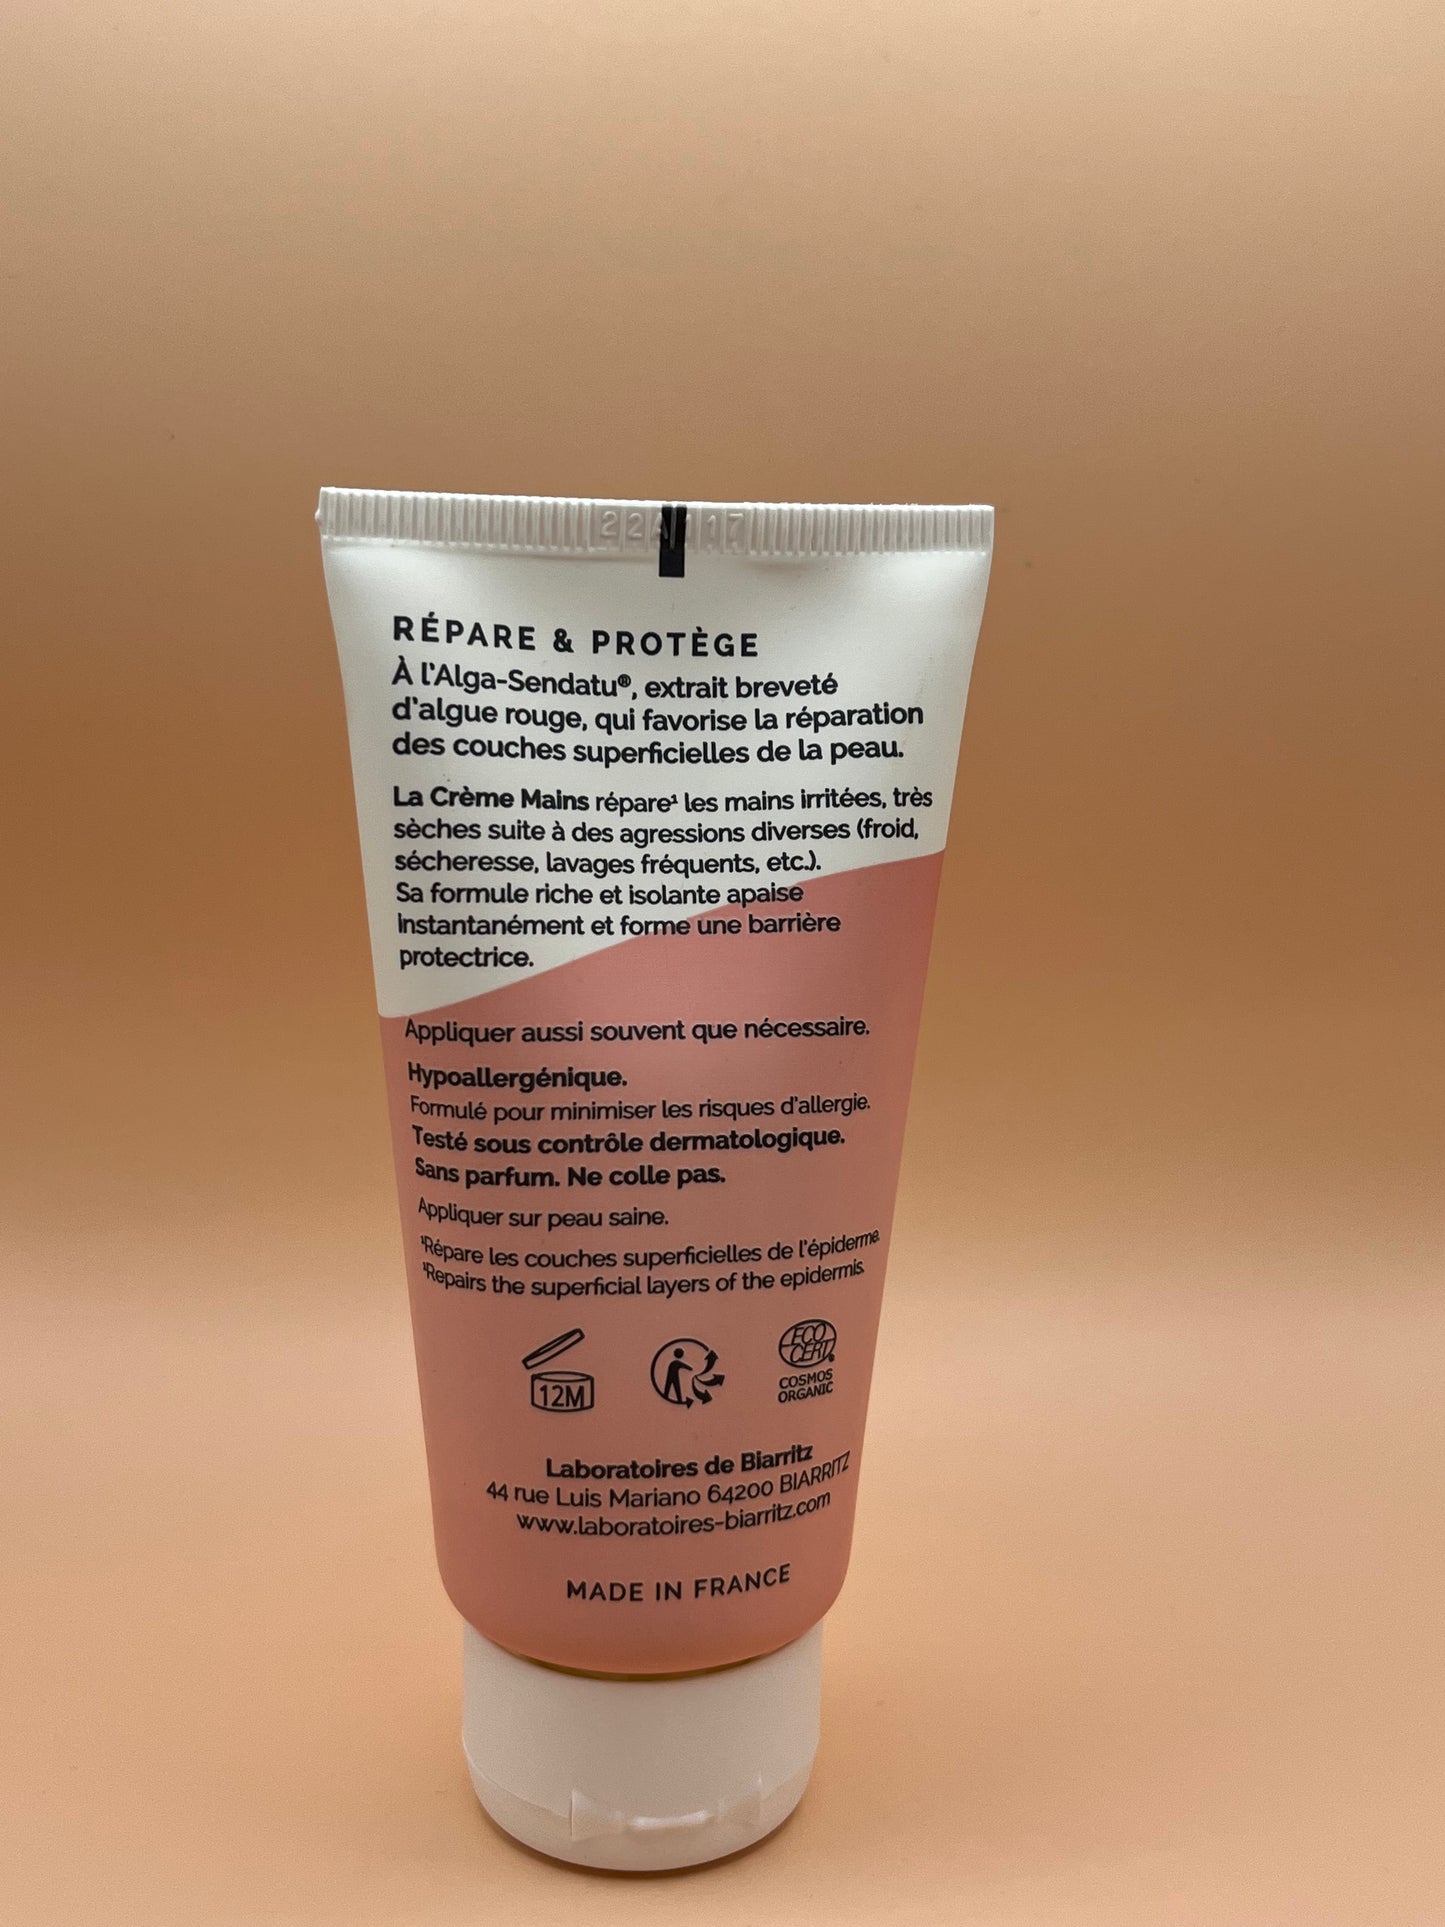 RÉPARE & PROTÈGE
À l'Alga-Sendatu®, extrait breveté
d'algue rouge, qui favorise la réparation
des couches superficielles de la peau.
La Crème Mains répare¹ les mains irritées, très
sèches suite à des agressions diverses (froid,
sécheresse, lavages fréquents, etc.).
Sa formule riche et isolante apaise
instantanément et forme une barrière
protectrice.
Appliquer aussi souvent que nécessaire.
Hypoallergénique.
Formulé pour minimiser les risques d'allergie.
Testé sous contrôle dermatologique.
Sans parfum. Ne colle pas.
Appliquer sur peau saine.
¹Répare les couches superficielles de l'épiderme.
¹Repairs the superficial layers of the epidermis.
12M
ECO
CERT®
COSMOS
ORGANIC
Laboratoires de Biarritz
44 rue Luis Mariano 64200 BIARRITZ
www.laboratoires-biarritz.com
MADE IN FRANCE